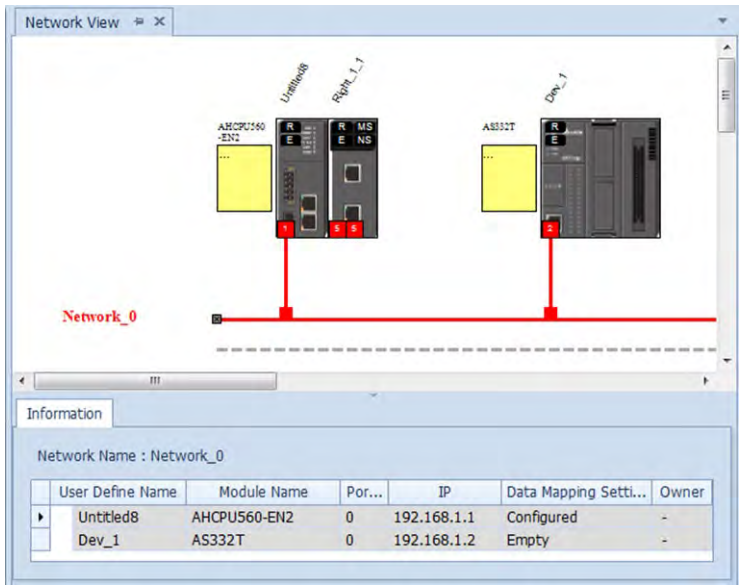 Network View
Untitled8
Right_1_1
Dev_1
AHCPU560
-EN2
...
R
E
R MS
E NS
AS332T
...
R
E
1
5 5
2
Network_0
Information
Network Name : Network_0
User Define Name Module Name Por... IP Data Mapping Setti... Owner
Untitled8 AHCPU560-EN2 0 192.168.1.1 Configured -
Dev_1 AS332T 0 192.168.1.2 Empty -